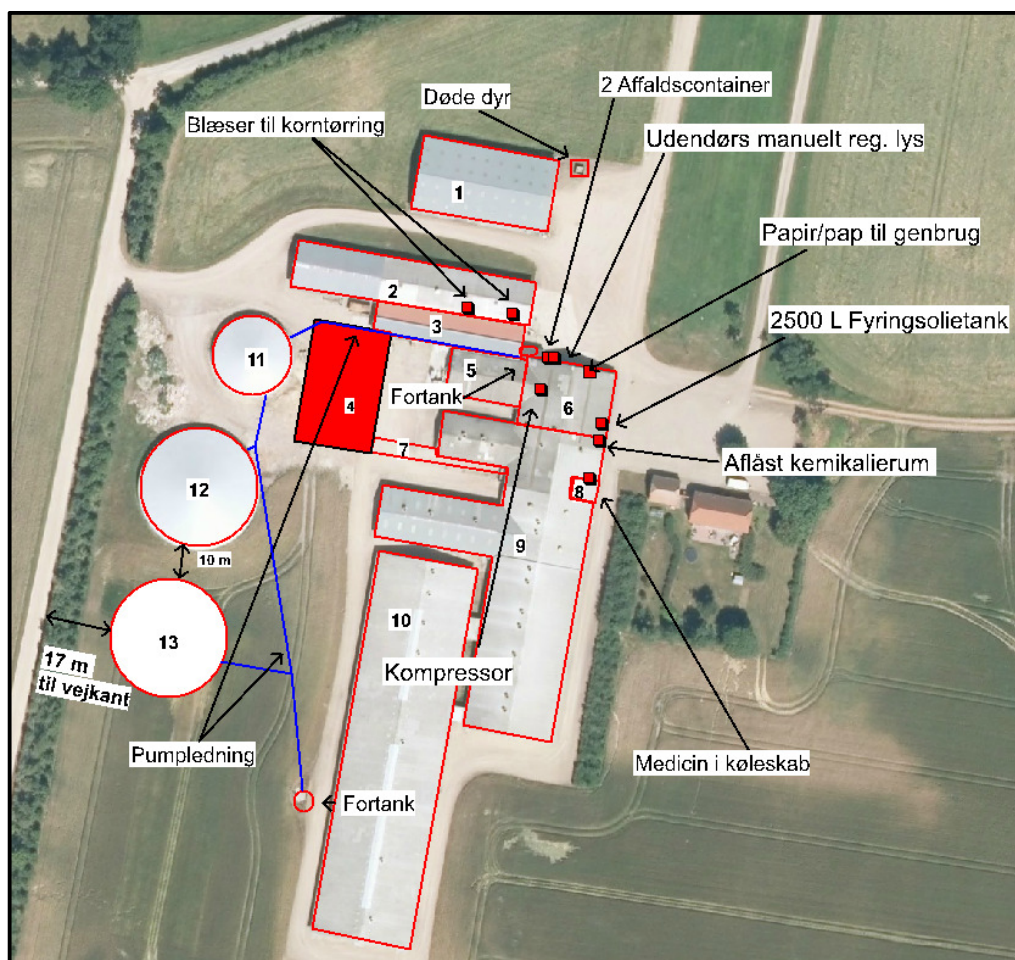 2 Affaldscontainer
Døde dyr
Blæser til korntørring
Udendørs manuelt reg. lys
1
Papir/pap til genbrug
2
3
2500 L Fyringsolietank
11
5
Fortank
4
6
7
Aflåst kemikalierum
12
8
9
10 m
10
13
Kompressor
17 m
til vejkant
Pumpledning
Medicin i køleskab
Fortank